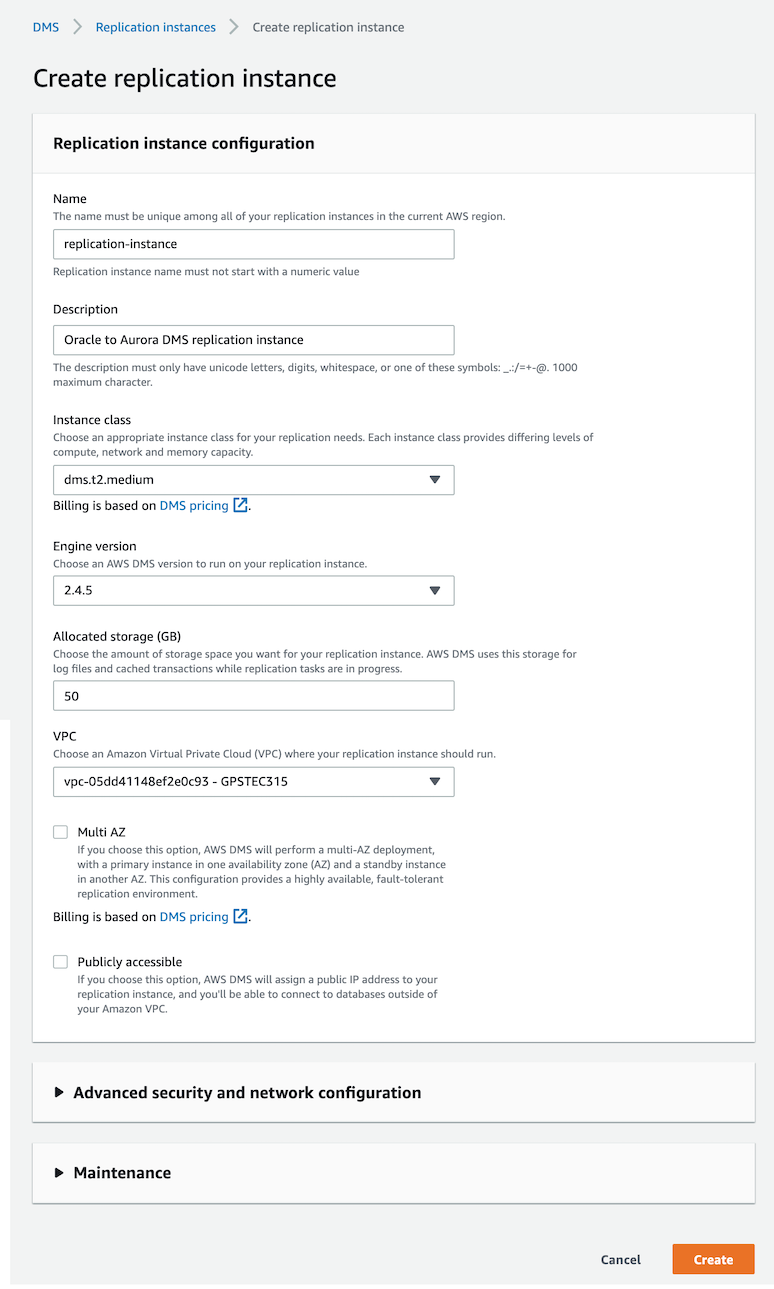 DMS > Replication instances > Create replication instance
Create replication instance
Replication instance configuration
Name
The name must be unique among all of your replication instances in the current AWS region.
replication-instance
Replication instance name must not start with a numeric value
Description
Oracle to Aurora DMS replication instance
The description must only have unicode letters, digits, whitespace, or one of these symbols: _.:/=+-@. 1000
maximum character.
Instance class
Choose an appropriate instance class for your replication needs. Each instance class provides differing levels of
compute, network and memory capacity.
dms.t2.medium
Billing is based on DMS pricing.
Engine version
Choose an AWS DMS version to run on your replication instance.
2.4.5
Allocated storage (GB)
Choose the amount of storage space you want for your replication instance. AWS DMS uses this storage for
log files and cached transactions while replication tasks are in progress.
50
VPC
Choose an Amazon Virtual Private Cloud (VPC) where your replication instance should run.
vpc-05dd41148ef2e0c93 - GPSTEC315
Multi AZ
If you choose this option, AWS DMS will perform a multi-AZ deployment,
with a primary instance in one availability zone (AZ) and a standby instance
in another AZ. This configuration provides a highly available, fault-tolerant
replication environment.
Billing is based on DMS pricing.
Publicly accessible
If you choose this option, AWS DMS will assign a public IP address to your
replication instance, and you'll be able to connect to databases outside of
your Amazon VPC.
Advanced security and network configuration
Maintenance
Cancel Create